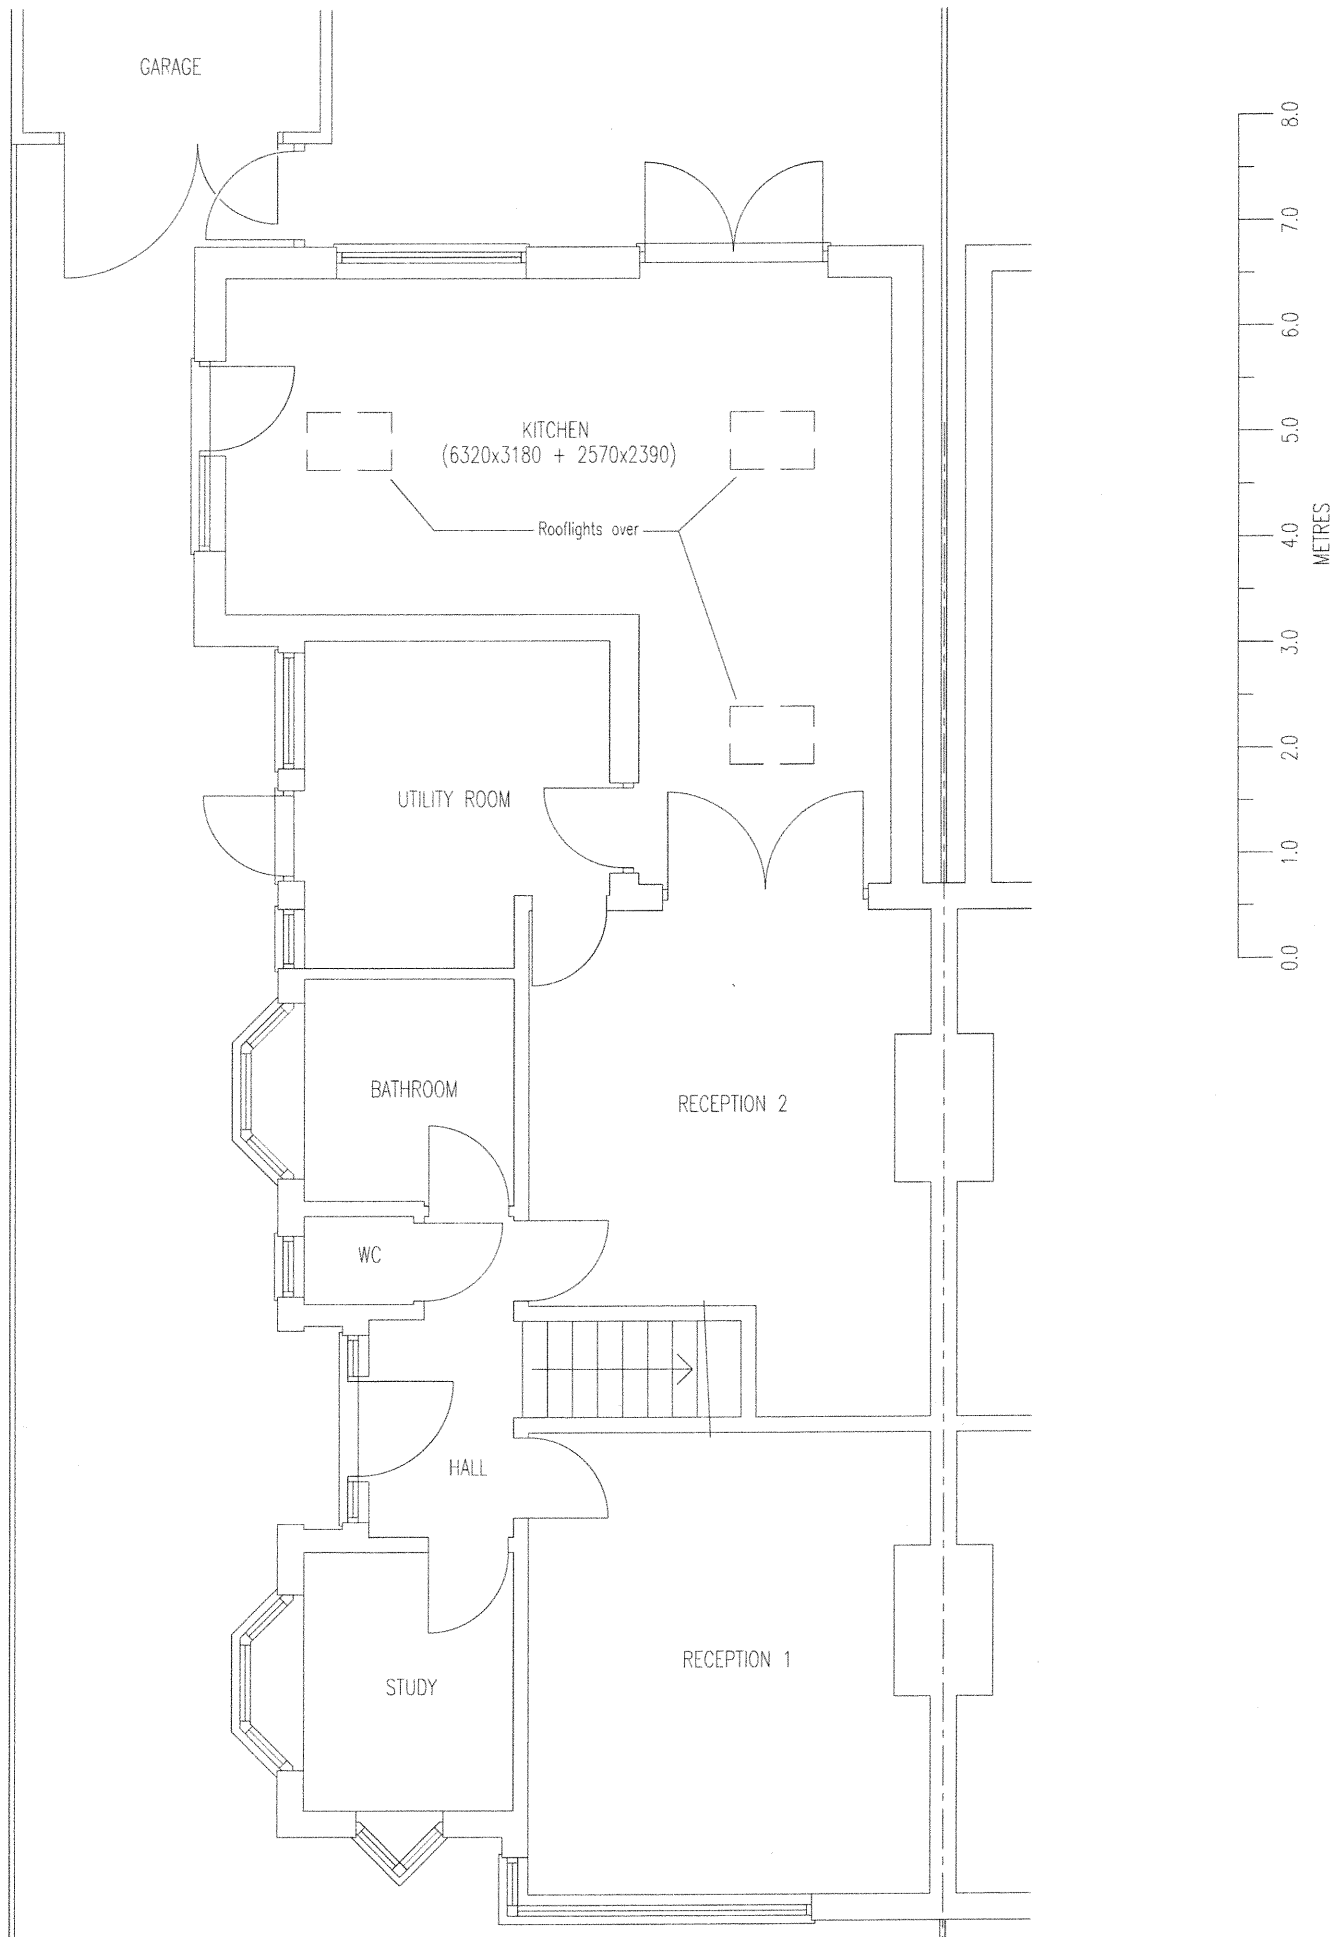 GARAGE
KITCHEN
(6320x3180 + 2570x2390)
Rooflights over
UTILITY ROOM
BATHROOM
RECEPTION 2
WC
HALL
STUDY
RECEPTION 1
0.0 1.0 2.0 3.0 4.0 5.0 6.0 7.0 8.0
METRES